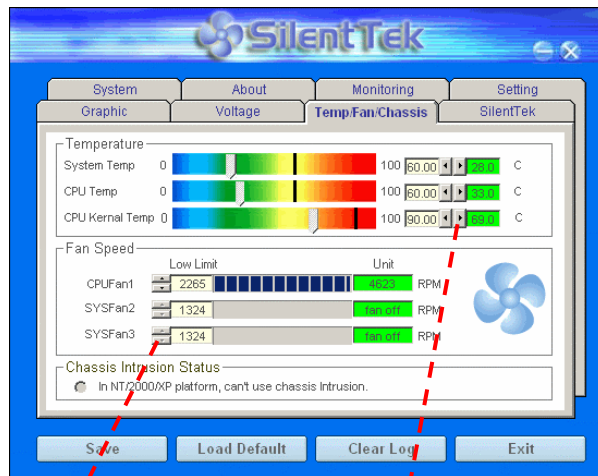 SilentTek
System About Monitoring Setting
Graphic Voltage Temp/Fan/Chassis SilentTek
Temperature
System Temp 0 100 60.00 28.0 C
CPU Temp 0 100 60.00 33.0 C
CPU Kernal Temp 0 100 90.00 69.0 C
Fan Speed
Low Limit Unit
CPUFan1 2265 4623 RPM
SYSFan2 1324 fan off RPM
SYSFan3 1324 fan off RPM
Chassis Intrusion Status
In NT/2000/XP platform, can't use chassis Intrusion.
Save Load Default Clear Log Exit